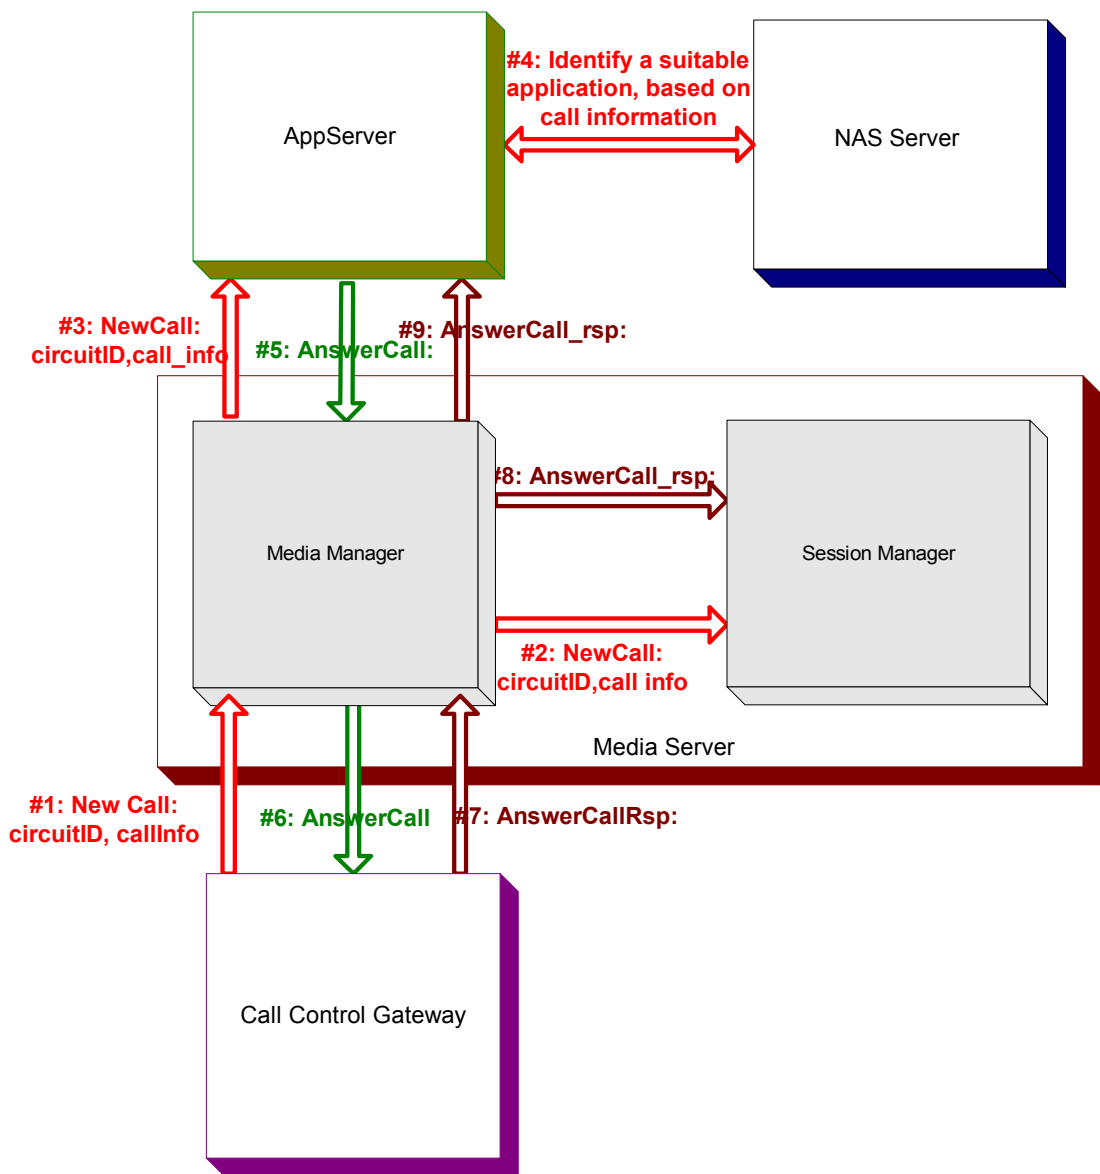 #4: Identify a suitable
application, based on
call information
AppServer
NAS Server
#3: NewCall:
circuitID,call_info
#5: AnswerCall:
#9: AnswerCall_rsp:
#8: AnswerCall_rsp:
Media Manager
Session Manager
#2: NewCall:
circuitID,call info
Media Server
#1: New Call:
circuitID, callInfo
#6: AnswerCall
#7: AnswerCallRsp:
Call Control Gateway